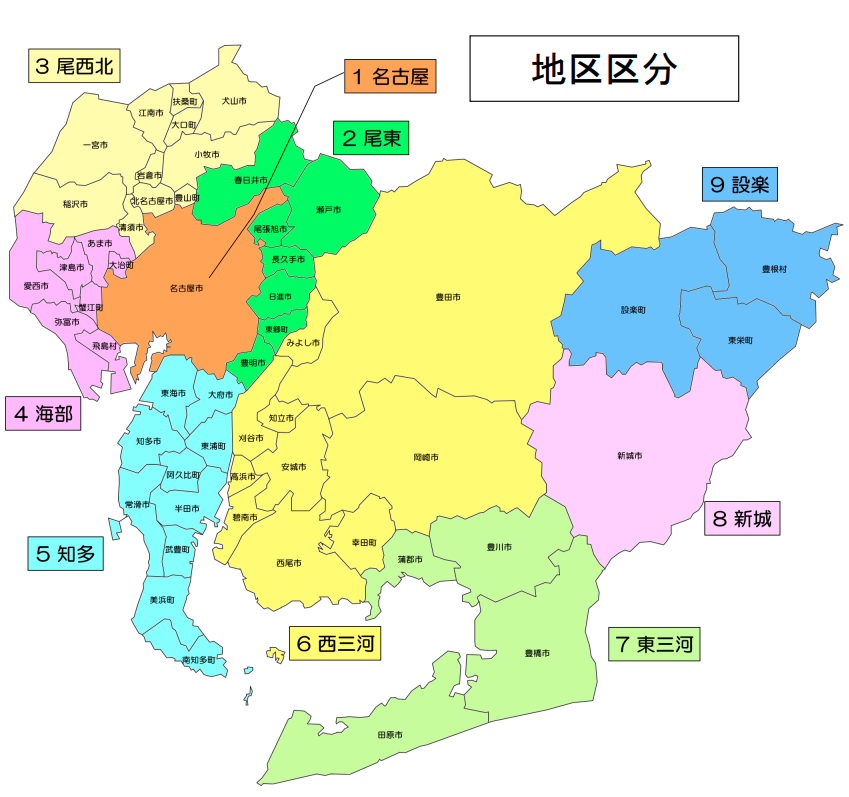 地区区分
3 尾西北
1 名古屋
2 尾東
9 設楽
4 海部
8 新城
5 知多
6 西三河
7 東三河
犬山市
扶桑町
江南市
大口町
一宮市
小牧市
岩倉市
春日井市
稲沢市
北名古屋市
豊山町
瀬戸市
清須市
尾張旭市
あま市
津島市
大治町
長久手市
愛西市
名古屋市
日進市
蟹江町
弥富市
東郷町
飛島村
みよし市
豊明市
豊田市
豊根村
設楽町
東栄町
東海市
大府市
知立市
知多市
東浦町
刈谷市
岡崎市
新城市
阿久比町
高浜市
安城市
常滑市
半田市
碧南市
武豊町
西尾市
幸田町
蒲郡市
豊川市
美浜町
南知多町
豊橋市
田原市